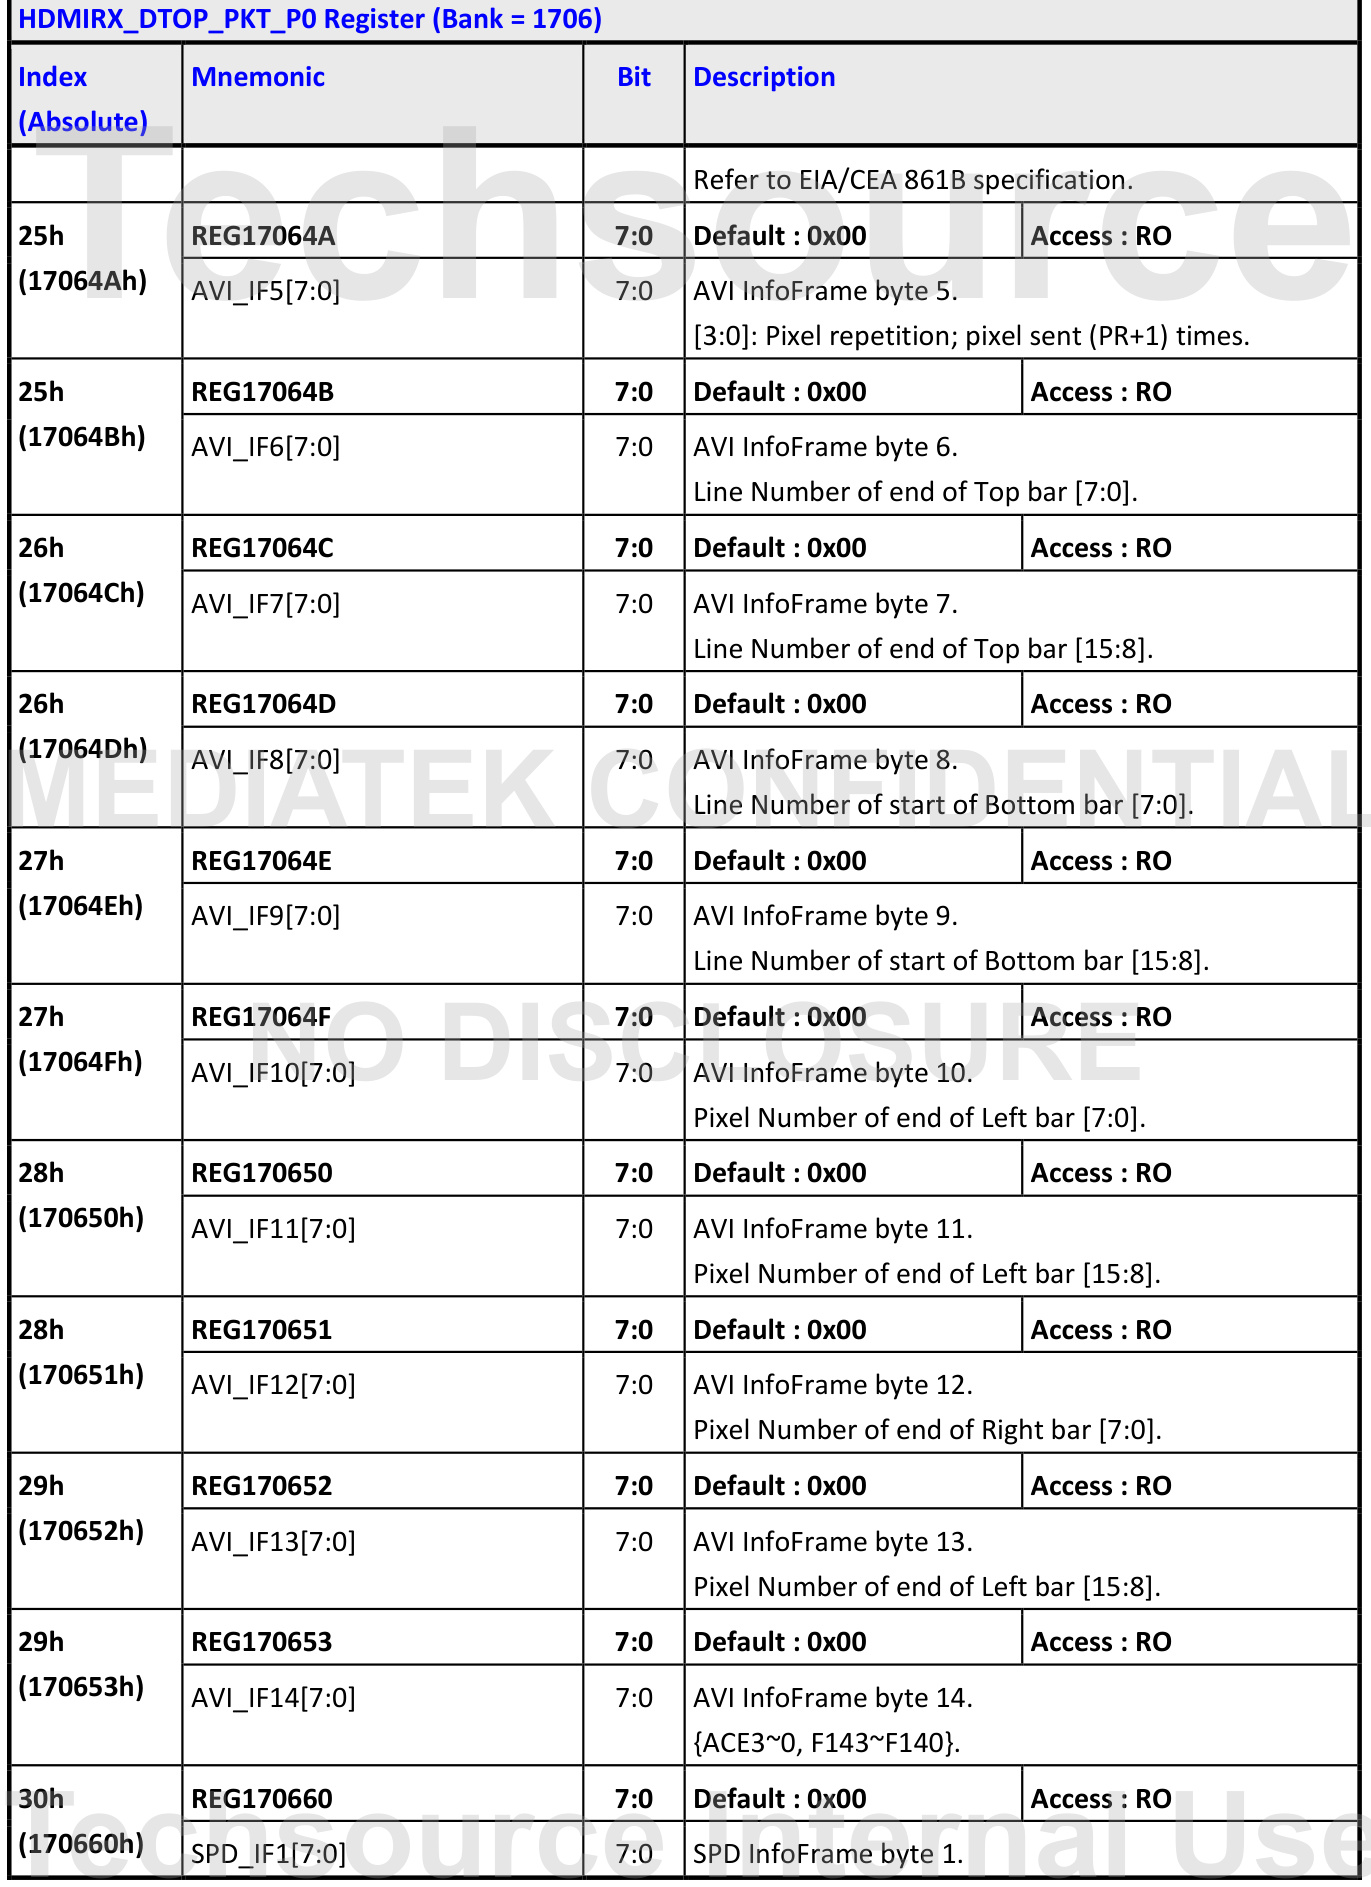 HDMIRX_DTOP_PKT_P0 Register (Bank = 1706)
Index (Absolute) Mnemonic Bit Description
Refer to EIA/CEA 861B specification.
25h (17064Ah) REG17064A 7:0 Default : 0x00 Access : RO
AVI_IF5[7:0] 7:0 AVI InfoFrame byte 5.
[3:0]: Pixel repetition; pixel sent (PR+1) times.
25h (17064Bh) REG17064B 7:0 Default : 0x00 Access : RO
AVI_IF6[7:0] 7:0 AVI InfoFrame byte 6.
Line Number of end of Top bar [7:0].
26h (17064Ch) REG17064C 7:0 Default : 0x00 Access : RO
AVI_IF7[7:0] 7:0 AVI InfoFrame byte 7.
Line Number of end of Top bar [15:8].
26h (17064Dh) REG17064D 7:0 Default : 0x00 Access : RO
AVI_IF8[7:0] 7:0 AVI InfoFrame byte 8.
Line Number of start of Bottom bar [7:0].
27h (17064Eh) REG17064E 7:0 Default : 0x00 Access : RO
AVI_IF9[7:0] 7:0 AVI InfoFrame byte 9.
Line Number of start of Bottom bar [15:8].
27h (17064Fh) REG17064F 7:0 Default : 0x00 Access : RO
AVI_IF10[7:0] 7:0 AVI InfoFrame byte 10.
Pixel Number of end of Left bar [7:0].
28h (170650h) REG170650 7:0 Default : 0x00 Access : RO
AVI_IF11[7:0] 7:0 AVI InfoFrame byte 11.
Pixel Number of end of Left bar [15:8].
28h (170651h) REG170651 7:0 Default : 0x00 Access : RO
AVI_IF12[7:0] 7:0 AVI InfoFrame byte 12.
Pixel Number of end of Right bar [7:0].
29h (170652h) REG170652 7:0 Default : 0x00 Access : RO
AVI_IF13[7:0] 7:0 AVI InfoFrame byte 13.
Pixel Number of end of Left bar [15:8].
29h (170653h) REG170653 7:0 Default : 0x00 Access : RO
AVI_IF14[7:0] 7:0 AVI InfoFrame byte 14.
{ACE3~0, F143~F140}.
30h (170660h) REG170660 7:0 Default : 0x00 Access : RO
SPD_IF1[7:0] 7:0 SPD InfoFrame byte 1.
Techsource
MEDIATEK CONFIDENTIAL
NO DISCLOSURE
Techsource Internal Use